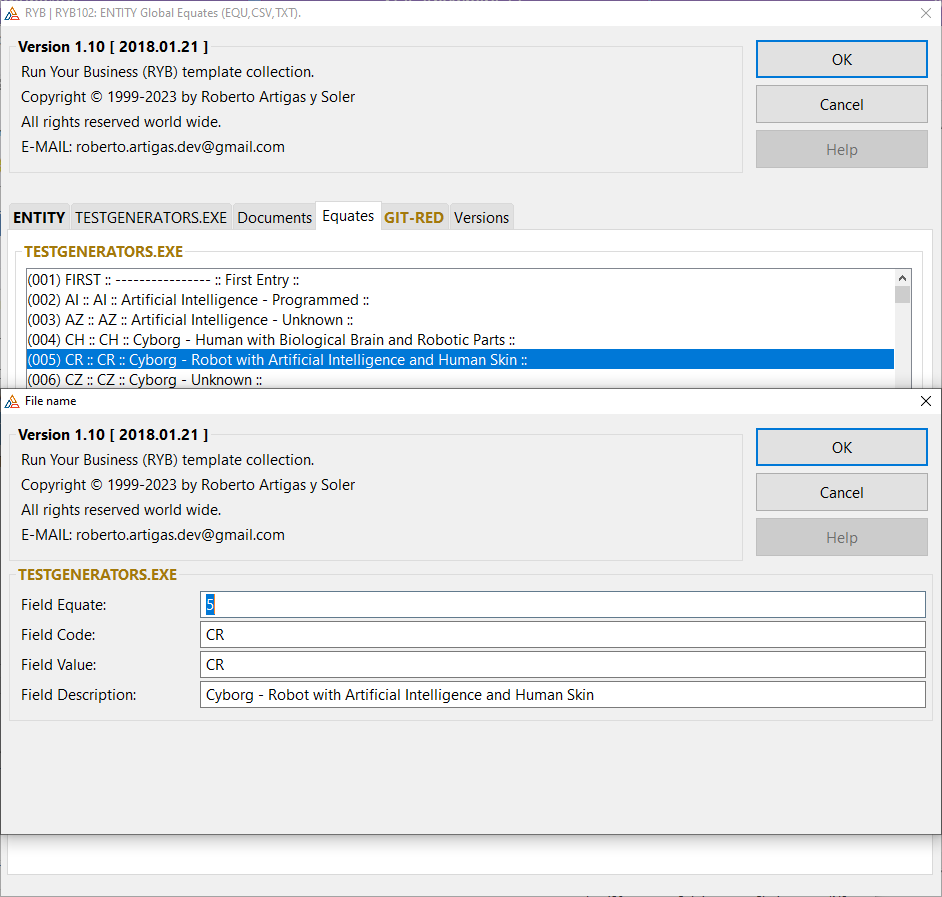 RYB | RYB102: ENTITY Global Equates (EQU,CSV,TXT).
Version 1.10 [ 2018.01.21 ]
Run Your Business (RYB) template collection.
Copyright © 1999-2023 by Roberto Artigas y Soler
All rights reserved world wide.
E-MAIL: roberto.artigas.dev@gmail.com
OK
Cancel
Help
ENTITY TESTGENERATORS.EXE Documents Equates GIT-RED Versions
TESTGENERATORS.EXE
(001) FIRST :: ---------------- :: First Entry ::
(002) AI :: AI :: Artificial Intelligence - Programmed ::
(003) AZ :: AZ :: Artificial Intelligence - Unknown ::
(004) CH :: CH :: Cyborg - Human with Biological Brain and Robotic Parts ::
(005) CR :: CR :: Cyborg - Robot with Artificial Intelligence and Human Skin ::
(006) CZ :: CZ :: Cyborg - Unknown ::
File name
Version 1.10 [ 2018.01.21 ]
Run Your Business (RYB) template collection.
Copyright © 1999-2023 by Roberto Artigas y Soler
All rights reserved world wide.
E-MAIL: roberto.artigas.dev@gmail.com
OK
Cancel
Help
TESTGENERATORS.EXE
Field Equate: 5
Field Code: CR
Field Value: CR
Field Description: Cyborg - Robot with Artificial Intelligence and Human Skin